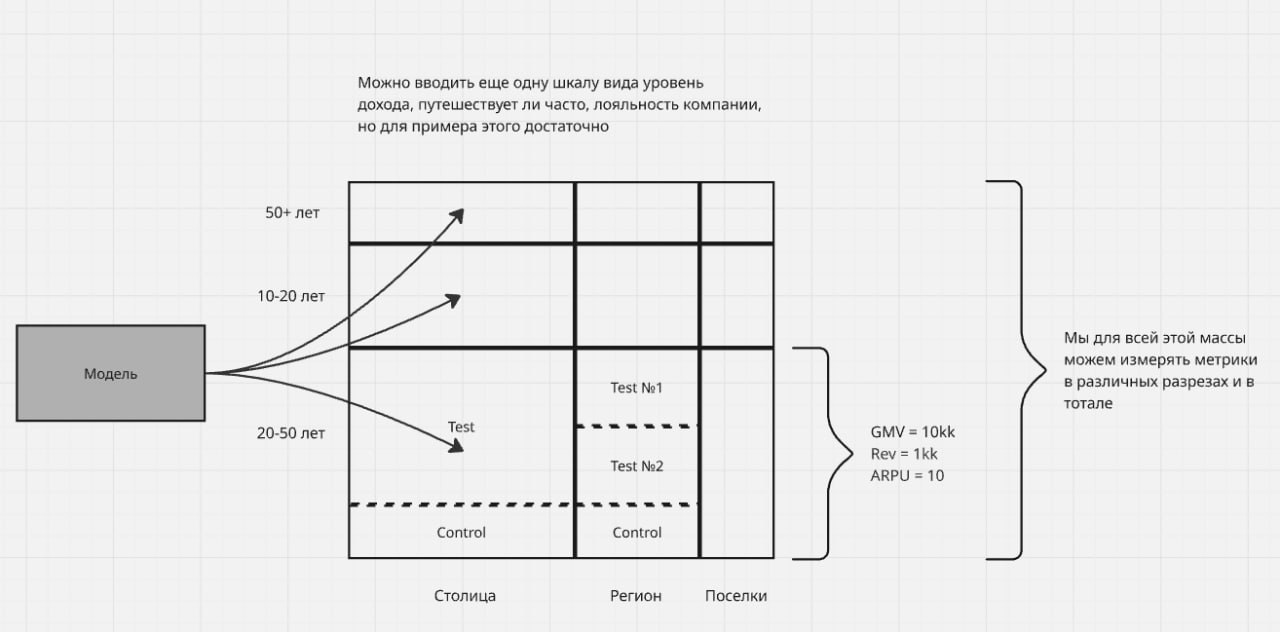 Можно вводить еще одну шкалу вида уровень
дохода, путешествует ли часто, лояльность компании,
но для примера этого достаточно
50+ лет
10-20 лет
Модель
20-50 лет
Test
Test №1
Test №2
Control
Control
Столица
Регион
Поселки
GMV = 10kk
Rev = 1kk
ARPU = 10
Мы для всей этой массы
можем измерять метрики
в различных разрезах и в
тотале